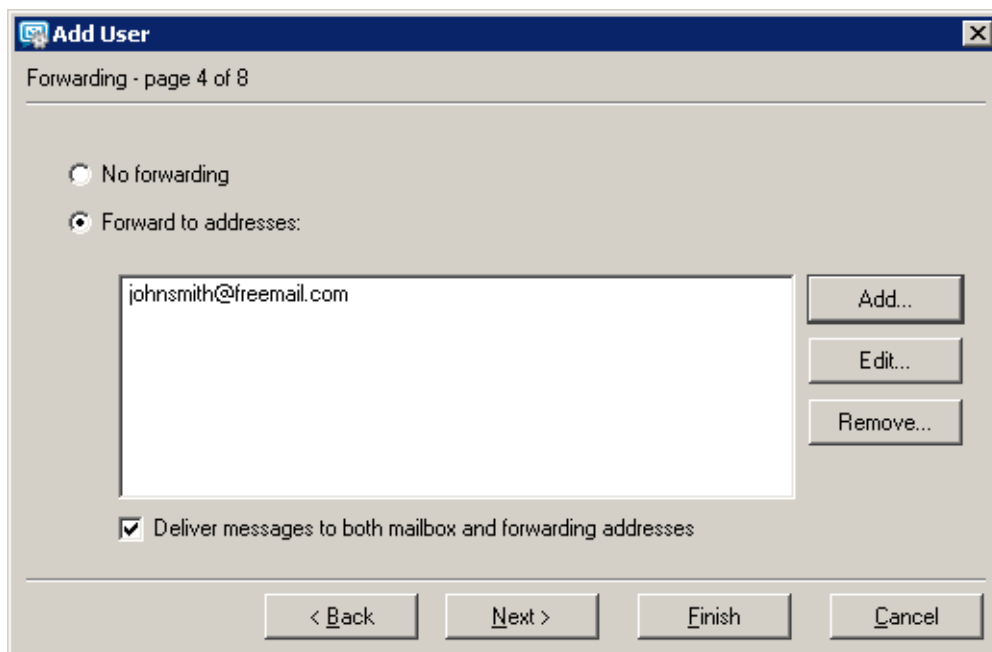 Add User
Forwarding - page 4 of 8
No forwarding
Forward to addresses:
johnsmith@freemail.com
Add...
Edit...
Remove...
Deliver messages to both mailbox and forwarding addresses
< Back
Next >
Finish
Cancel